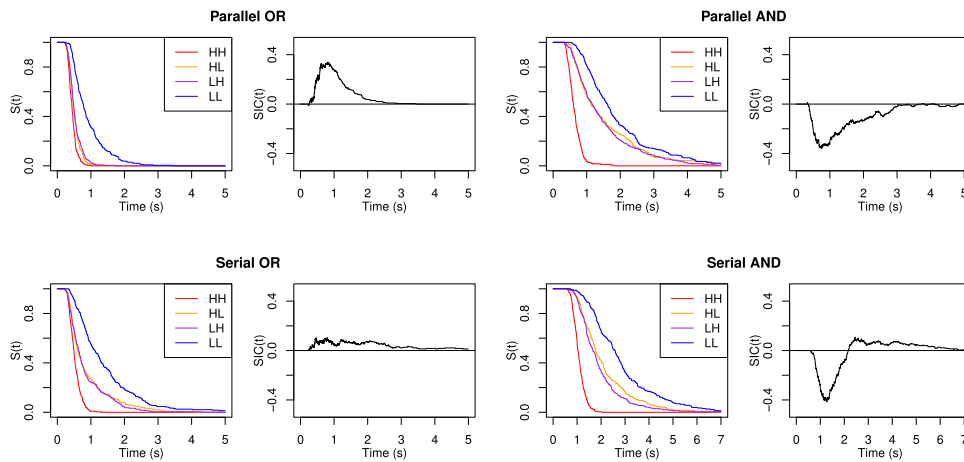 Parallel OR
S(t)
0.0 0.4 0.8
HH
HL
LH
LL
0 1 2 3 4 5
Time (s)
SIC(t)
−0.4 0.0 0.4
0 1 2 3 4 5
Time (s)
Parallel AND
S(t)
0.0 0.4 0.8
HH
HL
LH
LL
0 1 2 3 4 5
Time (s)
SIC(t)
−0.4 0.0 0.4
0 1 2 3 4 5
Time (s)
Serial OR
S(t)
0.0 0.4 0.8
HH
HL
LH
LL
0 1 2 3 4 5
Time (s)
SIC(t)
−0.4 0.0 0.4
0 1 2 3 4 5
Time (s)
Serial AND
S(t)
0.0 0.4 0.8
HH
HL
LH
LL
0 1 2 3 4 5 6 7
Time (s)
SIC(t)
−0.4 0.0 0.4
0 1 2 3 4 5 6 7
Time (s)